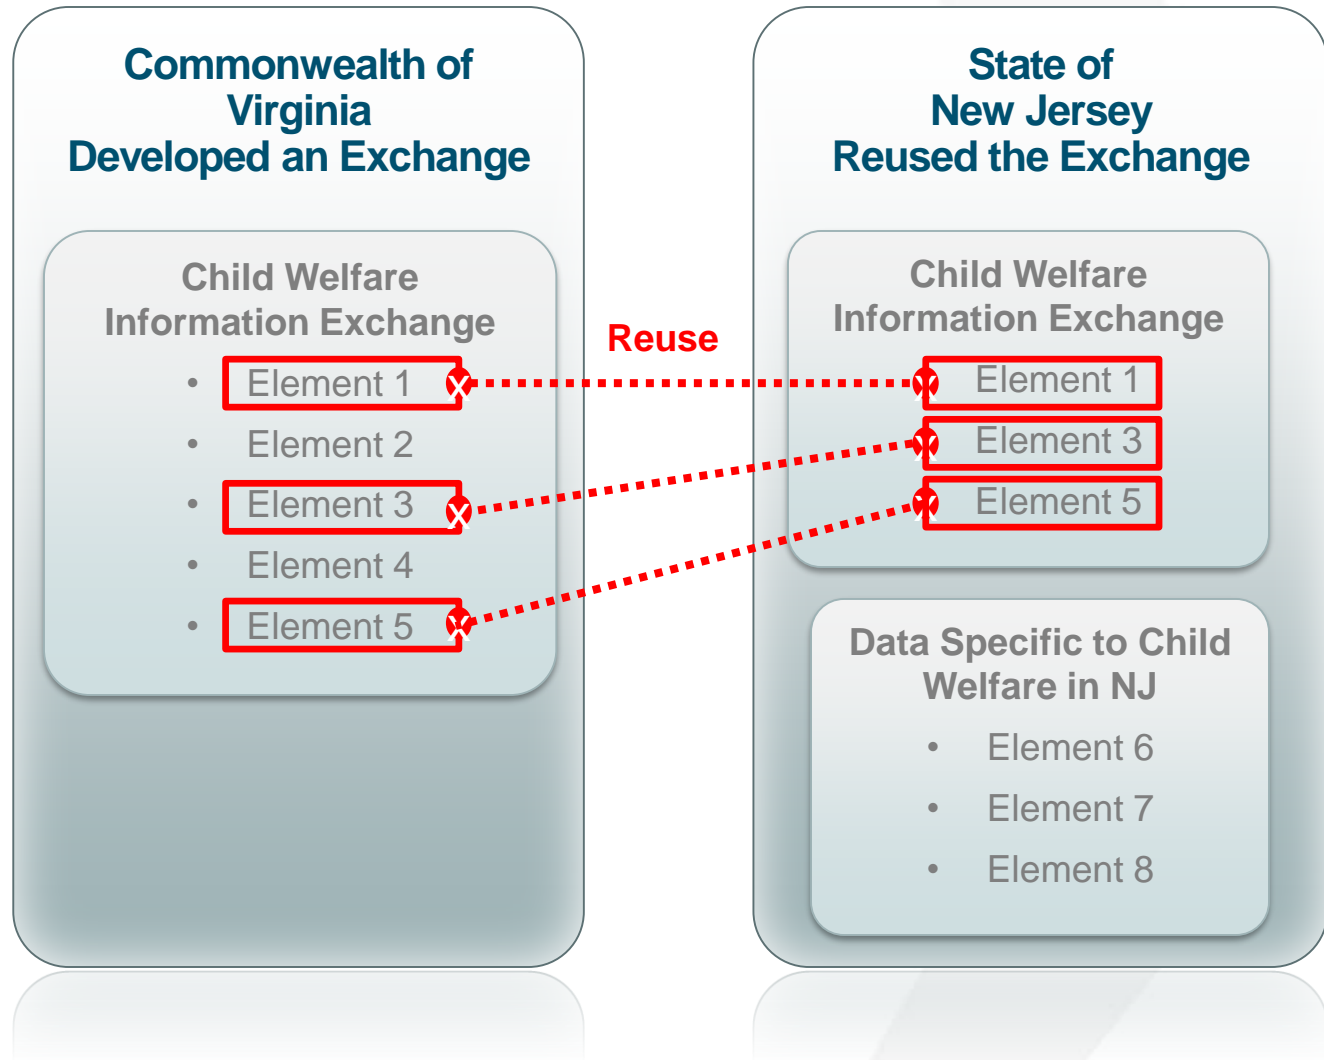 Commonwealth of
Virginia
Developed an Exchange
Child Welfare
Information Exchange
• Element 1 X
• Element 2
• Element 3 X
• Element 4
• Element 5 X
Reuse
State of
New Jersey
Reused the Exchange
Child Welfare
Information Exchange
X Element 1
X Element 3
X Element 5
Data Specific to Child
Welfare in NJ
• Element 6
• Element 7
• Element 8